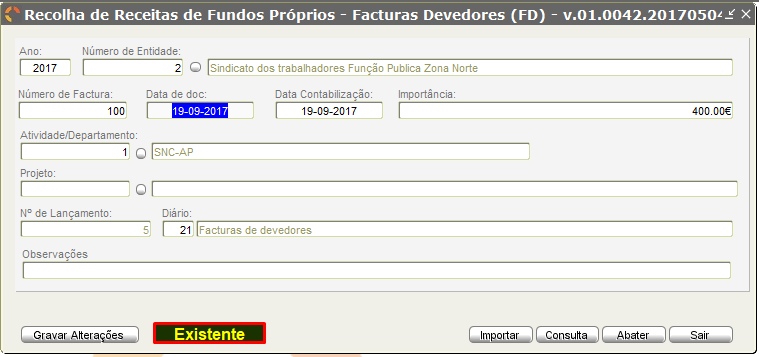 Recolha de Receitas de Fundos Próprios - Facturas Devedores (FD) - v.01.0042.20170504
Ano: Número de Entidade:
2017 2 Sindicato dos trabalhadores Função Publica Zona Norte
Número de Factura: Data de doc: Data Contabilização: Importância:
100 19-09-2017 19-09-2017 400.00€
Atividade/Departamento:
1 SNC-AP
Projeto:
Nº de Lançamento: Diário:
5 21 Facturas de devedores
Observações
Gravar Alterações Existente Importar Consulta Abater Sair